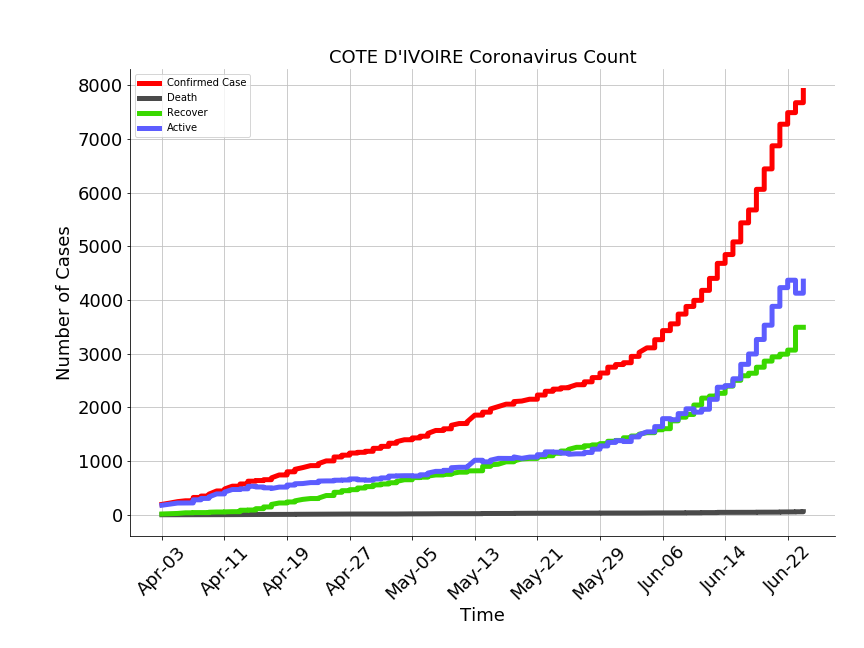 COTE D'IVOIRE Coronavirus Count
Confirmed Case
Death
Recover
Active
8000
7000
6000
5000
4000
3000
2000
1000
0
Number of Cases
Apr-03
Apr-11
Apr-19
Apr-27
May-05
May-13
May-21
May-29
Jun-06
Jun-14
Jun-22
Time